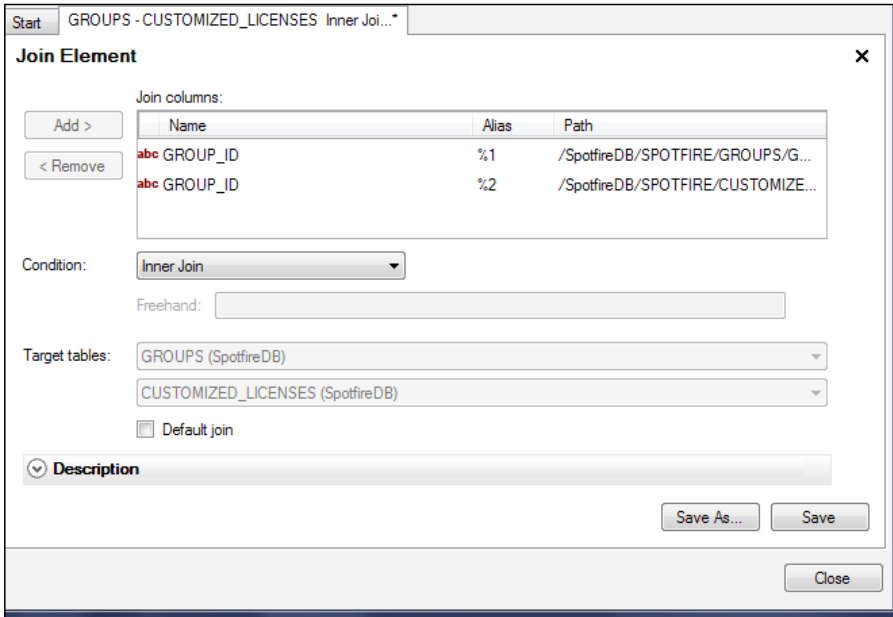 Start GROUPS - CUSTOMIZED_LICENSES Inner Joi...*
Join Element
Join columns:
Add >
< Remove
Name Alias Path
abc GROUP_ID %1 /SpotfireDB/SPOTFIRE/GROUPS/G...
abc GROUP_ID %2 /SpotfireDB/SPOTFIRE/CUSTOMIZE...
Condition: Inner Join
Freehand:
Target tables: GROUPS (SpotfireDB)
CUSTOMIZED_LICENSES (SpotfireDB)
Default join
Description
Save As... Save
Close